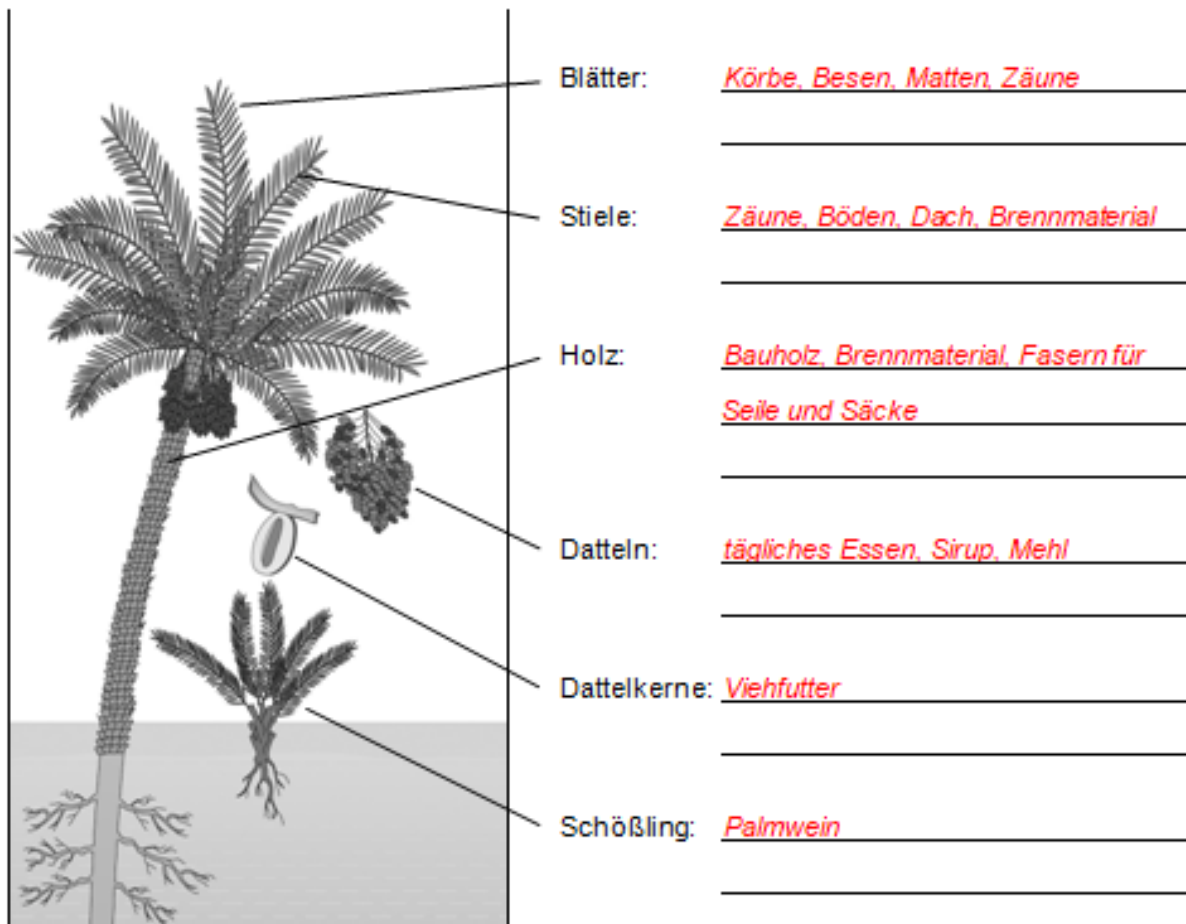 Blätter: Körbe, Besen, Matten, Zäune
Stiele: Zäune, Böden, Dach, Brennmaterial
Holz: Bauholz, Brennmaterial, Fasern für
Seile und Säcke
Datteln: tägliches Essen, Sirup, Mehl
Dattelkerne: Viehfutter
Schößling: Palmwein